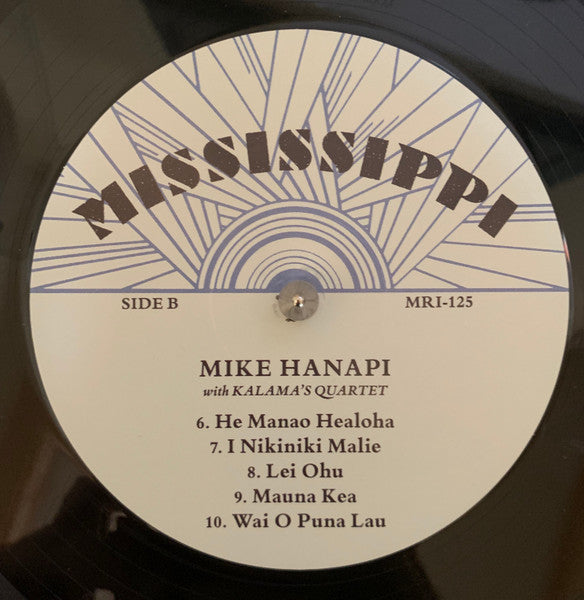 MISSISSIPPI
SIDE B
MRI-125
MIKE HANAPI
with KALAMA'S QUARTET
6. He Manao Healoha
7. I Nikiniki Malie
8. Lei Ohu
9. Mauna Kea
10. Wai O Puna Lau